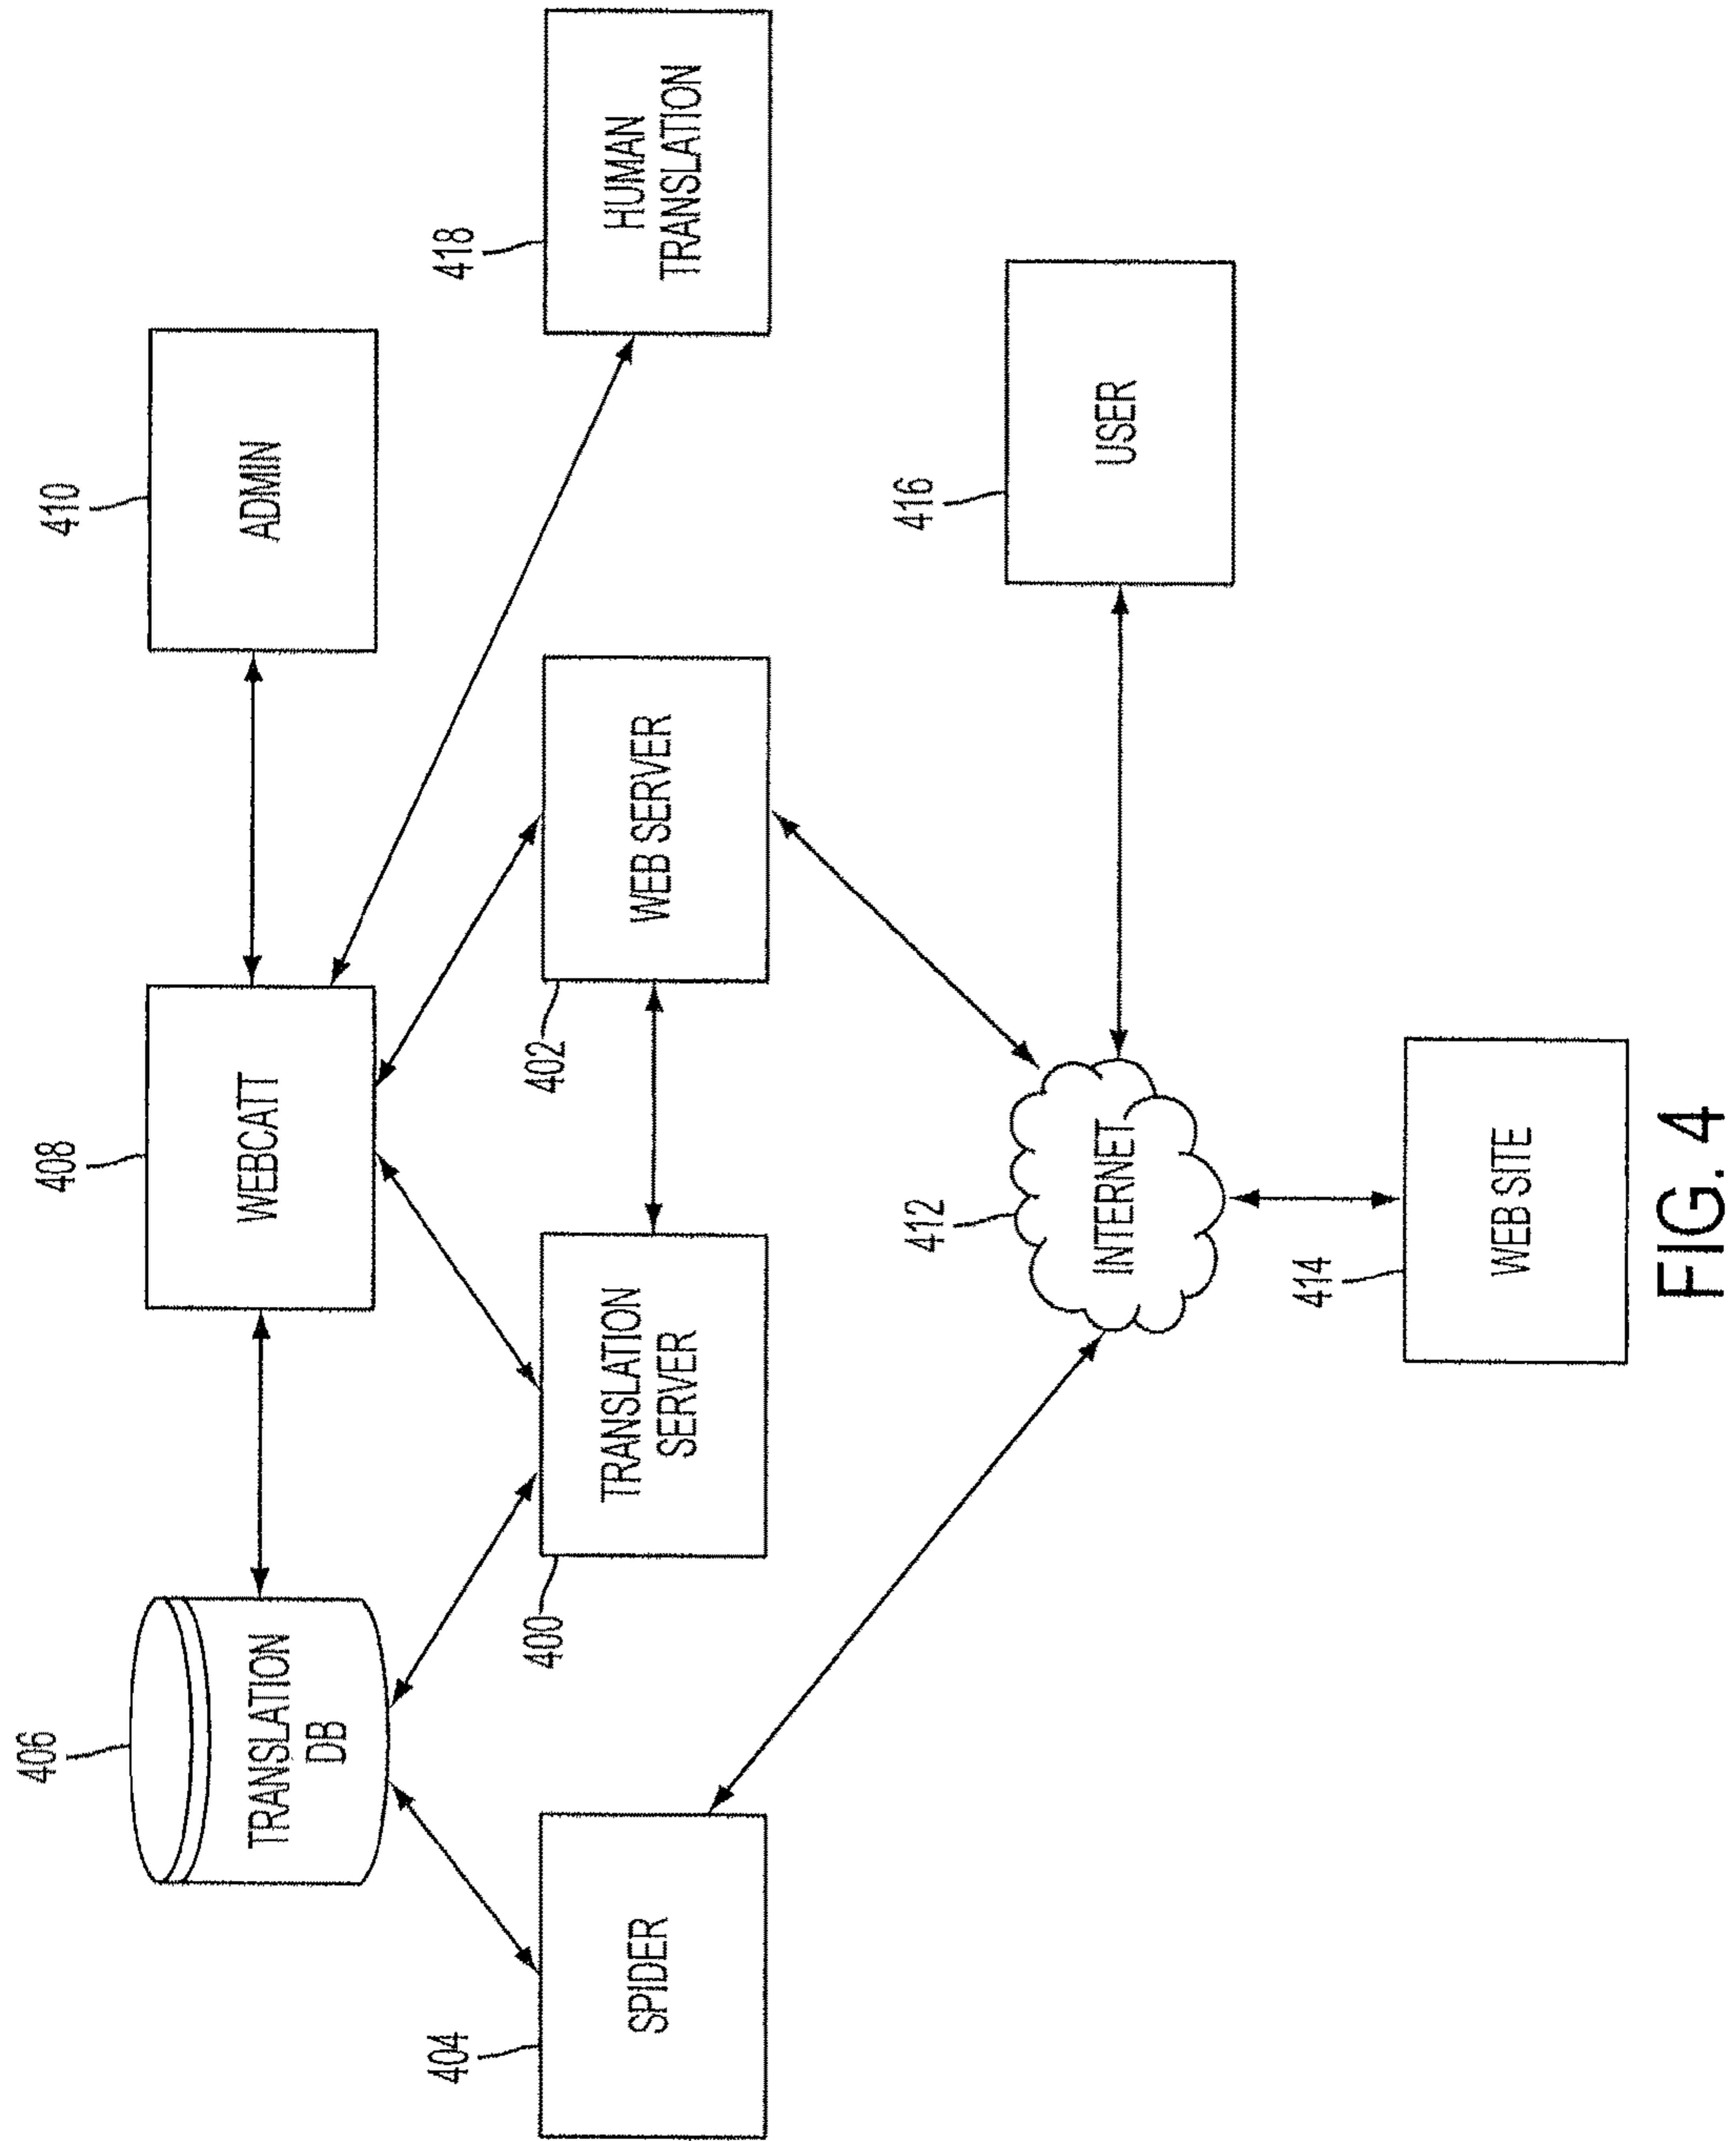 406
TRANSLATION
DB
408
WEBCATT
410
ADMIN
404
SPIDER
400
TRANSLATION
SERVER
402
WEB SERVER
418
HUMAN
TRANSLATION
412
INTERNET
416
USER
414
WEB SITE
FIG. 4